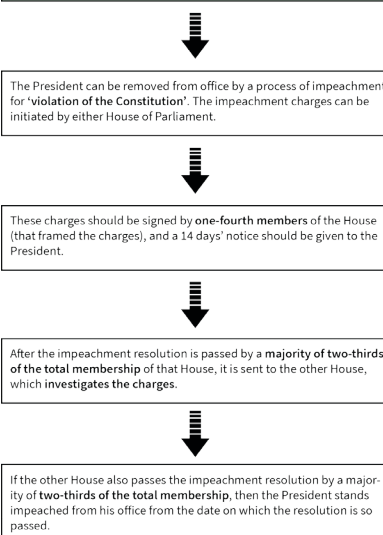 The President can be removed from office by a process of impeachment
for ‘violation of the Constitution’. The impeachment charges can be
initiated by either House of Parliament.
These charges should be signed by one-fourth members of the House
(that framed the charges), and a 14 days’ notice should be given to the
President.
After the impeachment resolution is passed by a majority of two-thirds
of the total membership of that House, it is sent to the other House,
which investigates the charges.
If the other House also passes the impeachment resolution by a major-
ity of two-thirds of the total membership, then the President stands
impeached from his office from the date on which the resolution is so
passed.